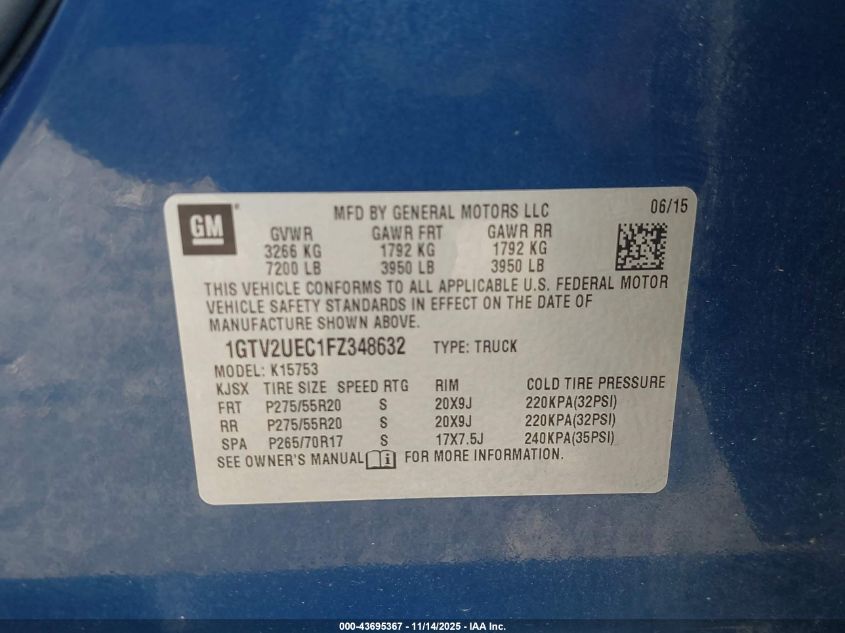 GM
MFD BY GENERAL MOTORS LLC
06/15
GVWR GAWR FRT GAWR RR
3266 KG 1792 KG 1792 KG
7200 LB 3950 LB 3950 LB
THIS VEHICLE CONFORMS TO ALL APPLICABLE U.S. FEDERAL MOTOR
VEHICLE SAFETY STANDARDS IN EFFECT ON THE DATE OF
MANUFACTURE SHOWN ABOVE.
1GTV2UEC1FZ348632 TYPE: TRUCK
MODEL: K15753
KJSX TIRE SIZE SPEED RTG RIM COLD TIRE PRESSURE
FRT P275/55R20 S 20X9J 220KPA(32PSI)
RR P275/55R20 S 20X9J 220KPA(32PSI)
SPA P265/70R17 S 17X7.5J 240KPA(35PSI)
SEE OWNER'S MANUAL FOR MORE INFORMATION.
000-43695367 | 11/14/2025 - IAA Inc.